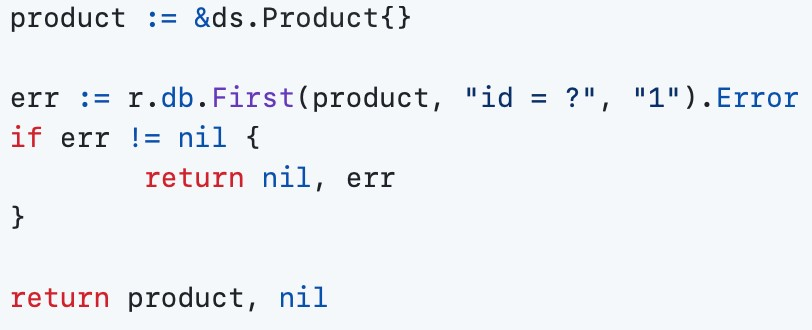 product := &ds.Product{}
err := r.db.First(product, "id = ?", "1").Error
if err != nil {
return nil, err
}
return product, nil